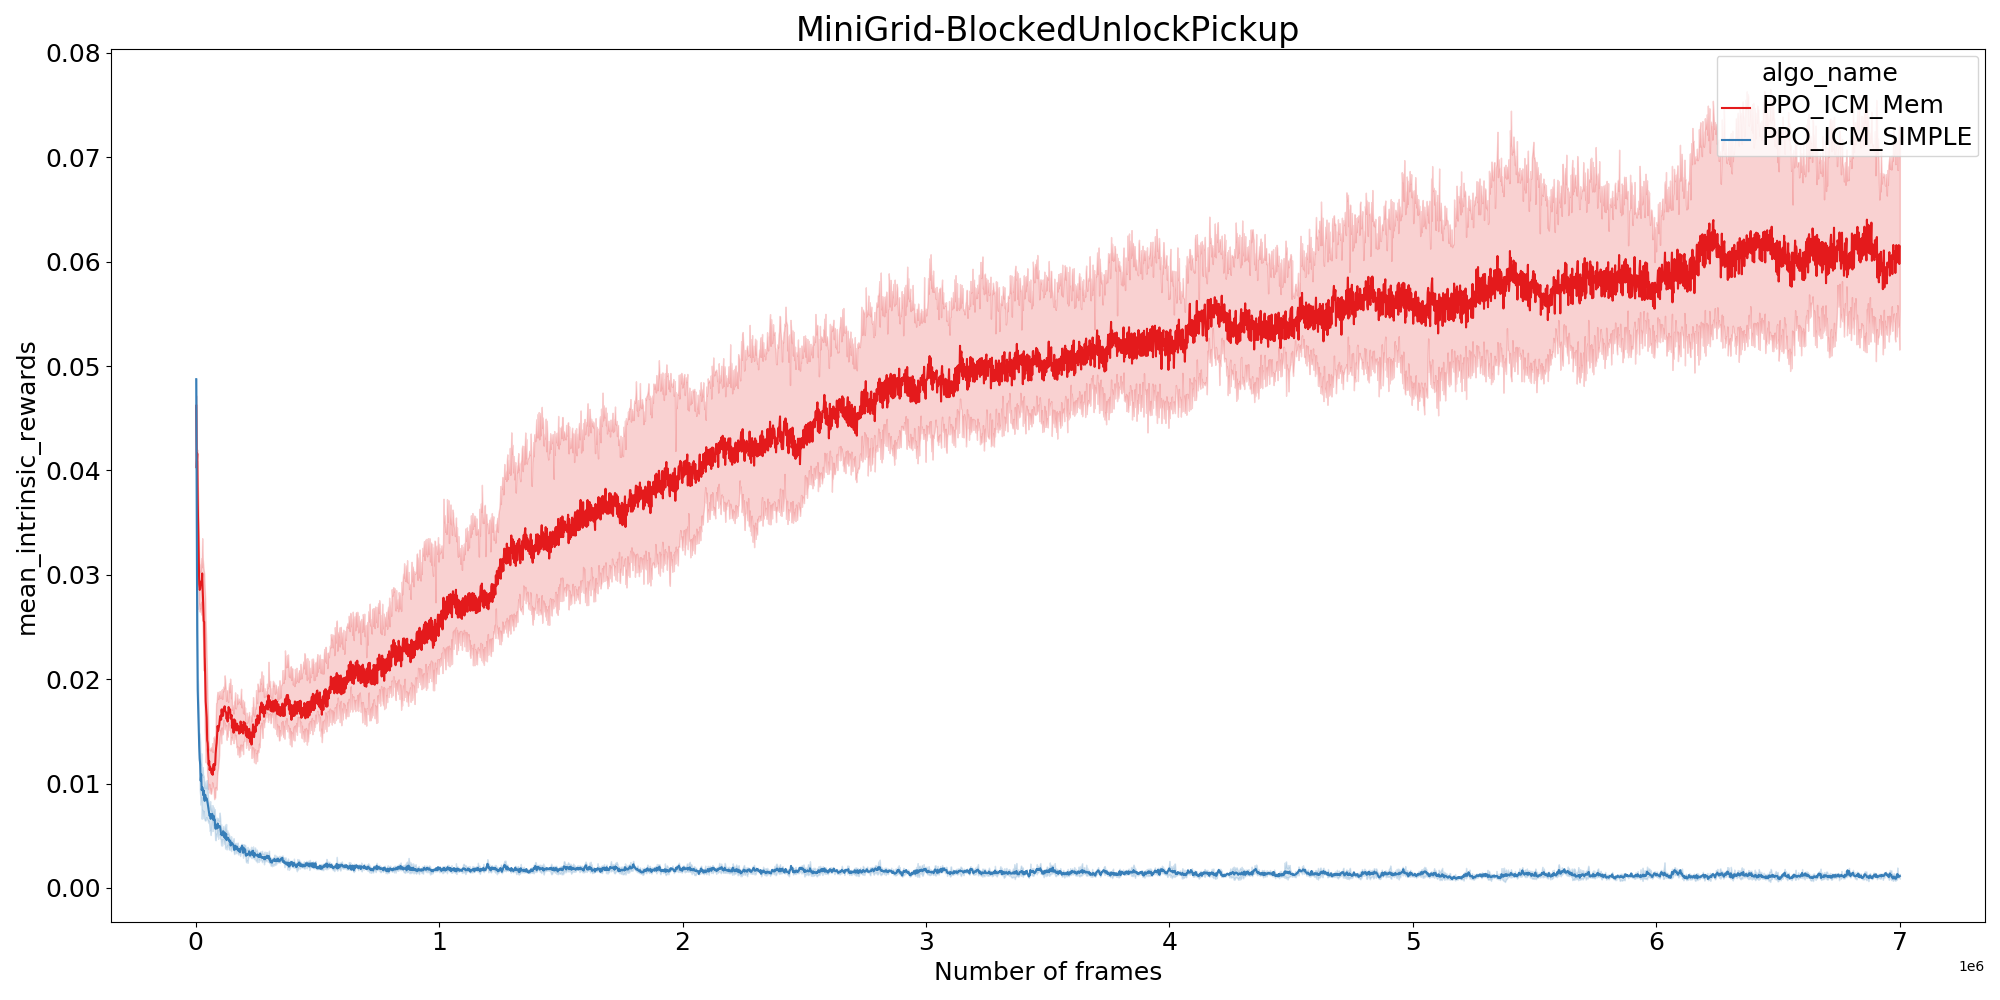 MiniGrid-BlockedUnlockPickup
0.08
0.07
0.06
0.05
0.04
0.03
0.02
0.01
0.00
mean_intrinsic_rewards
algo_name
PPO_ICM_Mem
PPO_ICM_SIMPLE
0 1 2 3 4 5 6 7
Number of frames
1e6